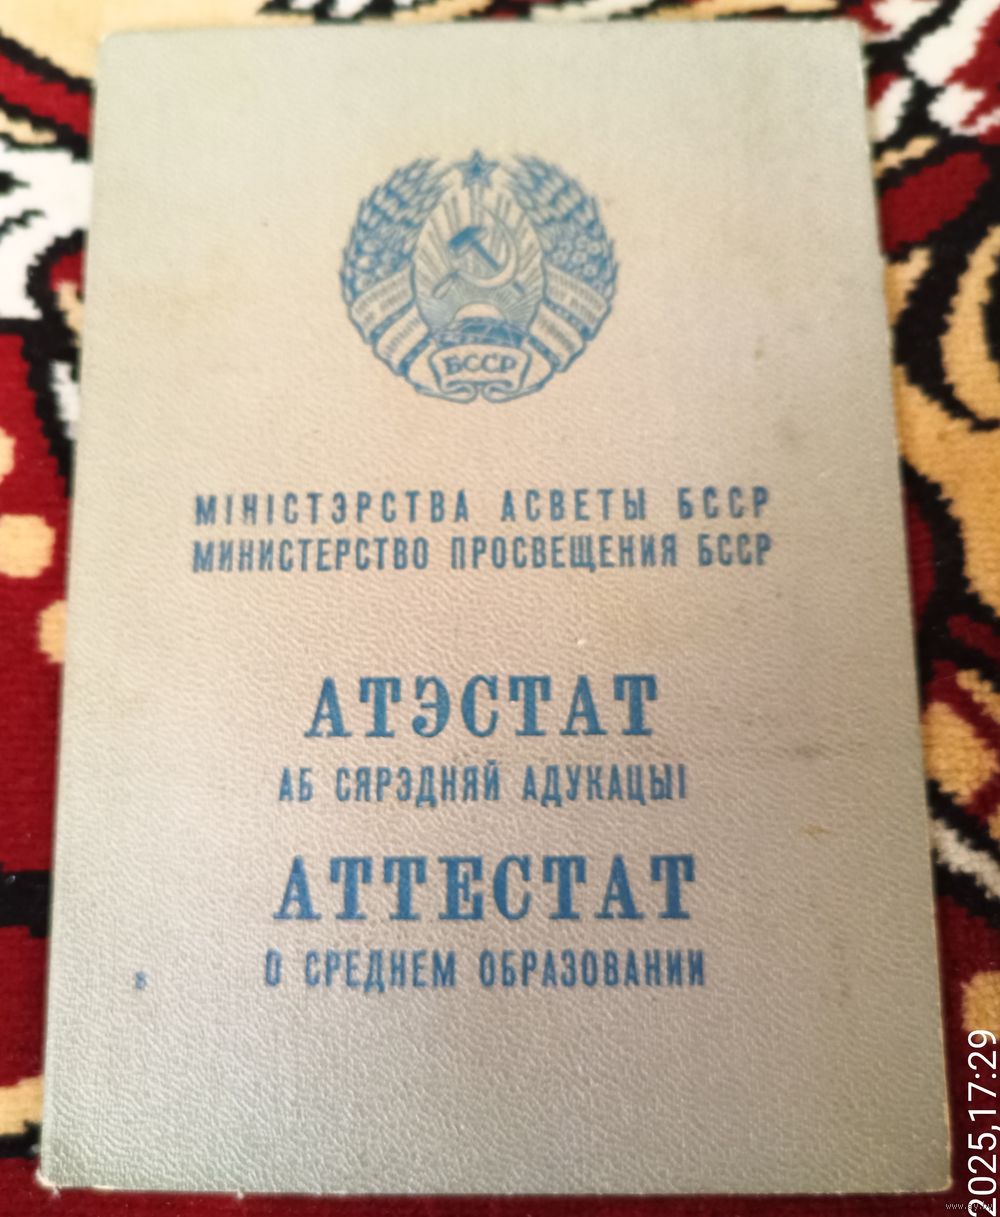 БССР
МІНІСТЭРСТВА АСВЕТЫ БССР
МИНИСТЕРСТВО ПРОСВЕЩЕНИЯ БССР
АТЭСТАТ
АБ СЯРЭДНЯЙ АДУКАЦЫІ
АТТЕСТАТ
О СРЕДНЕМ ОБРАЗОВАНИИ
2025,17:29